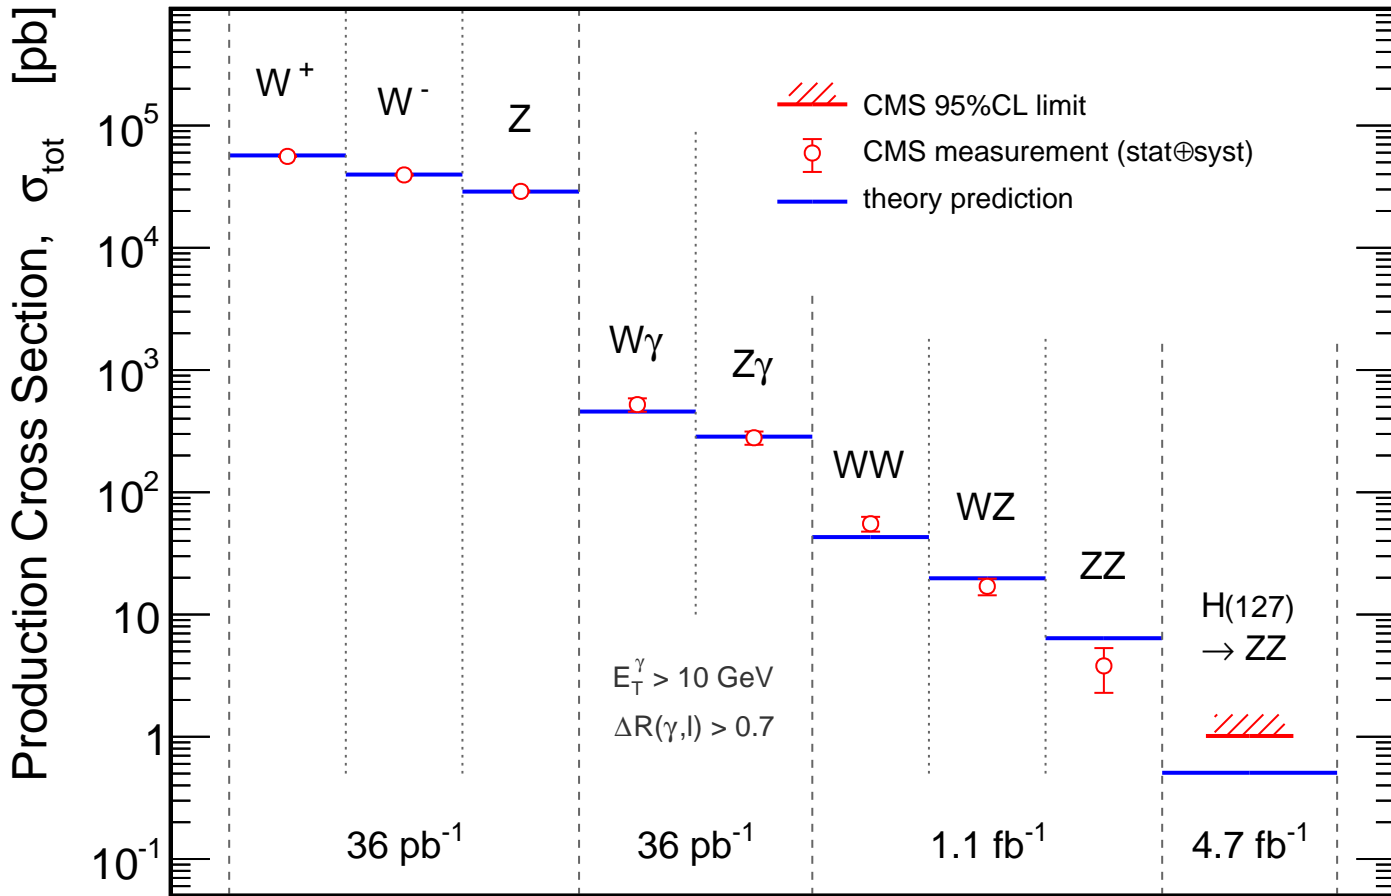 Production Cross Section, σ_tot [pb]
10^5
10^4
10^3
10^2
10
1
10^-1
W^+
W^-
Z
Wγ
Zγ
WW
WZ
ZZ
H(127)
→ ZZ
CMS 95%CL limit
CMS measurement (stat⊕syst)
theory prediction
E_T^γ > 10 GeV
ΔR(γ,l) > 0.7
36 pb^-1
36 pb^-1
1.1 fb^-1
4.7 fb^-1